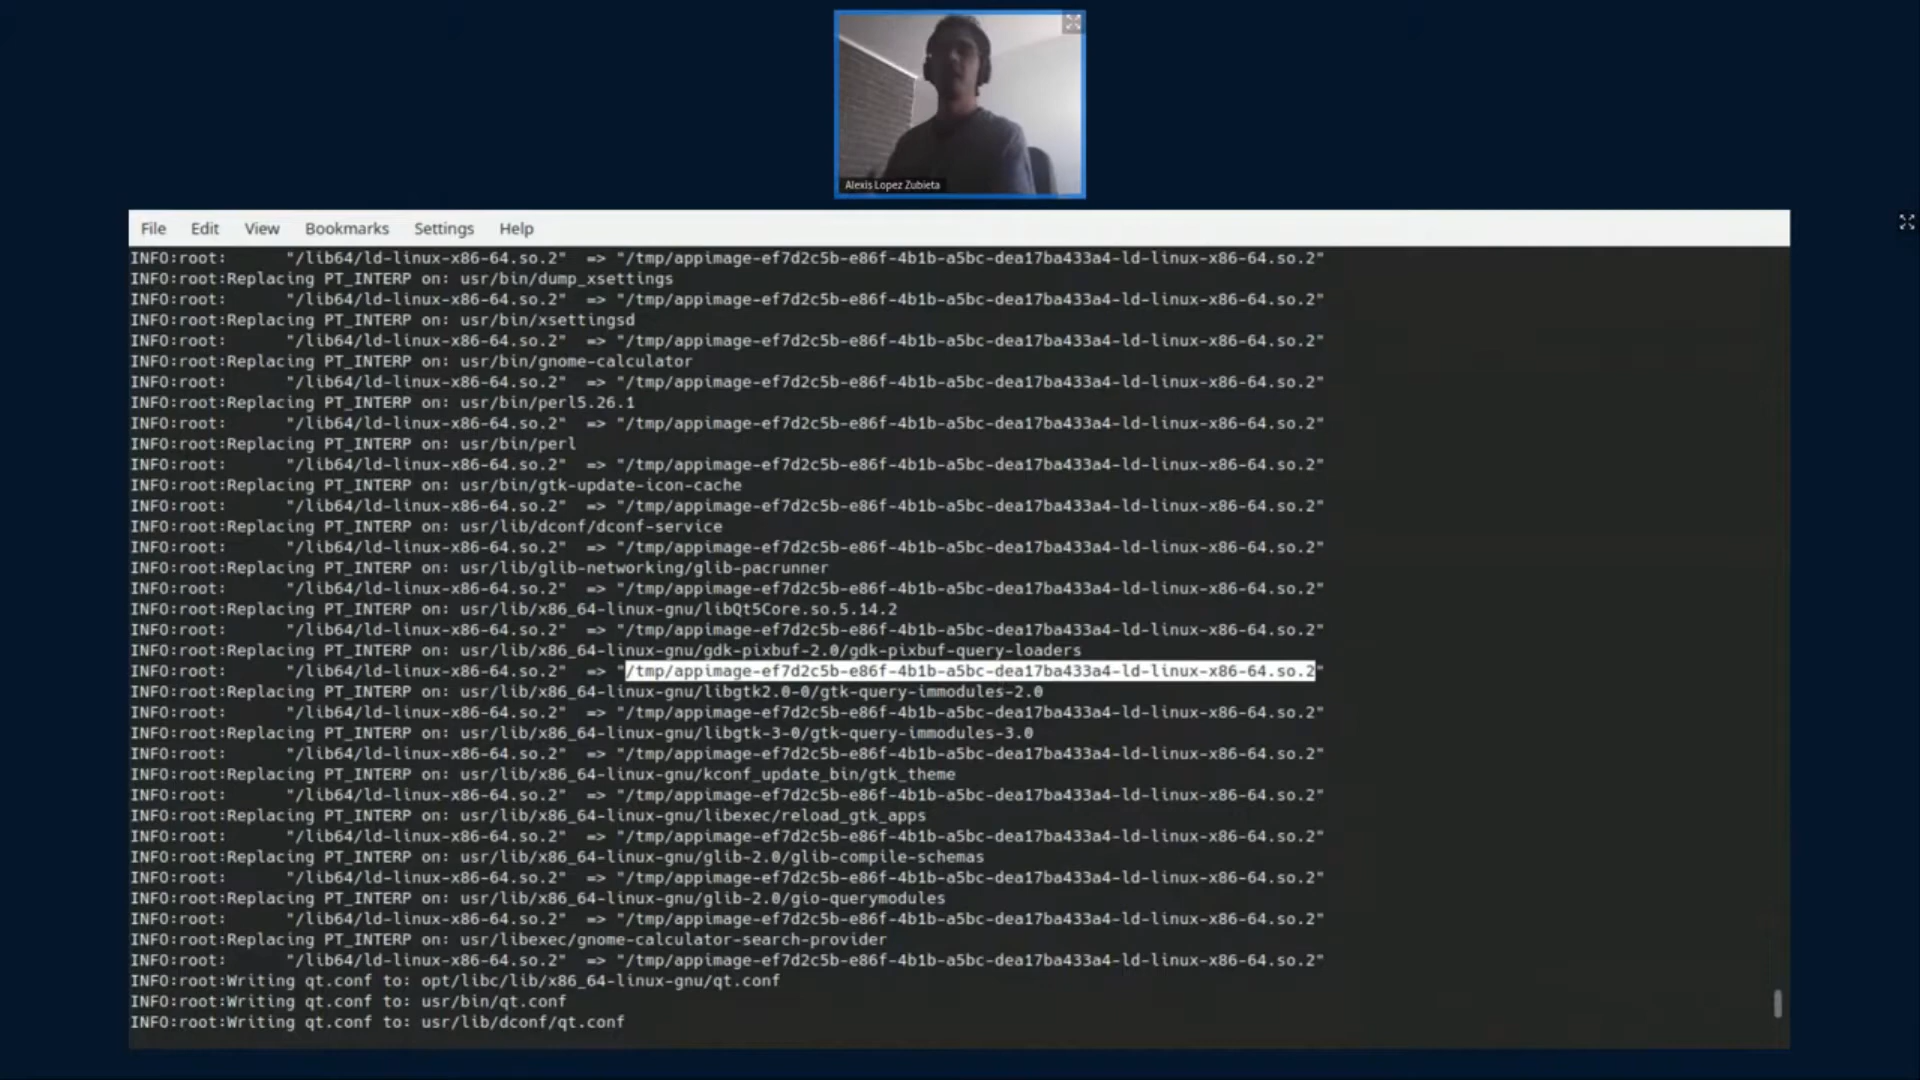 Alexis Lopez Zubieta
File Edit View Bookmarks Settings Help
INFO:root:      "/lib64/ld-linux-x86-64.so.2"  => "/tmp/appimage-ef7d2c5b-e86f-4b1b-a5bc-dea17ba433a4-ld-linux-x86-64.so.2"
INFO:root:Replacing PT_INTERP on: usr/bin/dump_xsettings
INFO:root:      "/lib64/ld-linux-x86-64.so.2"  => "/tmp/appimage-ef7d2c5b-e86f-4b1b-a5bc-dea17ba433a4-ld-linux-x86-64.so.2"
INFO:root:Replacing PT_INTERP on: usr/bin/xsettingsd
INFO:root:      "/lib64/ld-linux-x86-64.so.2"  => "/tmp/appimage-ef7d2c5b-e86f-4b1b-a5bc-dea17ba433a4-ld-linux-x86-64.so.2"
INFO:root:Replacing PT_INTERP on: usr/bin/gnome-calculator
INFO:root:      "/lib64/ld-linux-x86-64.so.2"  => "/tmp/appimage-ef7d2c5b-e86f-4b1b-a5bc-dea17ba433a4-ld-linux-x86-64.so.2"
INFO:root:Replacing PT_INTERP on: usr/bin/perl5.26.1
INFO:root:      "/lib64/ld-linux-x86-64.so.2"  => "/tmp/appimage-ef7d2c5b-e86f-4b1b-a5bc-dea17ba433a4-ld-linux-x86-64.so.2"
INFO:root:Replacing PT_INTERP on: usr/bin/perl
INFO:root:      "/lib64/ld-linux-x86-64.so.2"  => "/tmp/appimage-ef7d2c5b-e86f-4b1b-a5bc-dea17ba433a4-ld-linux-x86-64.so.2"
INFO:root:Replacing PT_INTERP on: usr/bin/gtk-update-icon-cache
INFO:root:      "/lib64/ld-linux-x86-64.so.2"  => "/tmp/appimage-ef7d2c5b-e86f-4b1b-a5bc-dea17ba433a4-ld-linux-x86-64.so.2"
INFO:root:Replacing PT_INTERP on: usr/lib/dconf/dconf-service
INFO:root:      "/lib64/ld-linux-x86-64.so.2"  => "/tmp/appimage-ef7d2c5b-e86f-4b1b-a5bc-dea17ba433a4-ld-linux-x86-64.so.2"
INFO:root:Replacing PT_INTERP on: usr/lib/glib-networking/glib-pacrunner
INFO:root:      "/lib64/ld-linux-x86-64.so.2"  => "/tmp/appimage-ef7d2c5b-e86f-4b1b-a5bc-dea17ba433a4-ld-linux-x86-64.so.2"
INFO:root:Replacing PT_INTERP on: usr/lib/x86_64-linux-gnu/libQt5Core.so.5.14.2
INFO:root:      "/lib64/ld-linux-x86-64.so.2"  => "/tmp/appimage-ef7d2c5b-e86f-4b1b-a5bc-dea17ba433a4-ld-linux-x86-64.so.2"
INFO:root:Replacing PT_INTERP on: usr/lib/x86_64-linux-gnu/gdk-pixbuf-2.0/gdk-pixbuf-query-loaders
INFO:root:      "/lib64/ld-linux-x86-64.so.2"  => "/tmp/appimage-ef7d2c5b-e86f-4b1b-a5bc-dea17ba433a4-ld-linux-x86-64.so.2"
INFO:root:Replacing PT_INTERP on: usr/lib/x86_64-linux-gnu/libgtk2.0-0/gtk-query-immodules-2.0
INFO:root:      "/lib64/ld-linux-x86-64.so.2"  => "/tmp/appimage-ef7d2c5b-e86f-4b1b-a5bc-dea17ba433a4-ld-linux-x86-64.so.2"
INFO:root:Replacing PT_INTERP on: usr/lib/x86_64-linux-gnu/libgtk-3-0/gtk-query-immodules-3.0
INFO:root:      "/lib64/ld-linux-x86-64.so.2"  => "/tmp/appimage-ef7d2c5b-e86f-4b1b-a5bc-dea17ba433a4-ld-linux-x86-64.so.2"
INFO:root:Replacing PT_INTERP on: usr/lib/x86_64-linux-gnu/kconf_update_bin/gtk_theme
INFO:root:      "/lib64/ld-linux-x86-64.so.2"  => "/tmp/appimage-ef7d2c5b-e86f-4b1b-a5bc-dea17ba433a4-ld-linux-x86-64.so.2"
INFO:root:Replacing PT_INTERP on: usr/lib/x86_64-linux-gnu/libexec/reload_gtk_apps
INFO:root:      "/lib64/ld-linux-x86-64.so.2"  => "/tmp/appimage-ef7d2c5b-e86f-4b1b-a5bc-dea17ba433a4-ld-linux-x86-64.so.2"
INFO:root:Replacing PT_INTERP on: usr/lib/x86_64-linux-gnu/glib-2.0/glib-compile-schemas
INFO:root:      "/lib64/ld-linux-x86-64.so.2"  => "/tmp/appimage-ef7d2c5b-e86f-4b1b-a5bc-dea17ba433a4-ld-linux-x86-64.so.2"
INFO:root:Replacing PT_INTERP on: usr/lib/x86_64-linux-gnu/glib-2.0/gio-querymodules
INFO:root:      "/lib64/ld-linux-x86-64.so.2"  => "/tmp/appimage-ef7d2c5b-e86f-4b1b-a5bc-dea17ba433a4-ld-linux-x86-64.so.2"
INFO:root:Replacing PT_INTERP on: usr/libexec/gnome-calculator-search-provider
INFO:root:      "/lib64/ld-linux-x86-64.so.2"  => "/tmp/appimage-ef7d2c5b-e86f-4b1b-a5bc-dea17ba433a4-ld-linux-x86-64.so.2"
INFO:root:Writing qt.conf to: opt/libc/lib/x86_64-linux-gnu/qt.conf
INFO:root:Writing qt.conf to: usr/bin/qt.conf
INFO:root:Writing qt.conf to: usr/lib/dconf/qt.conf